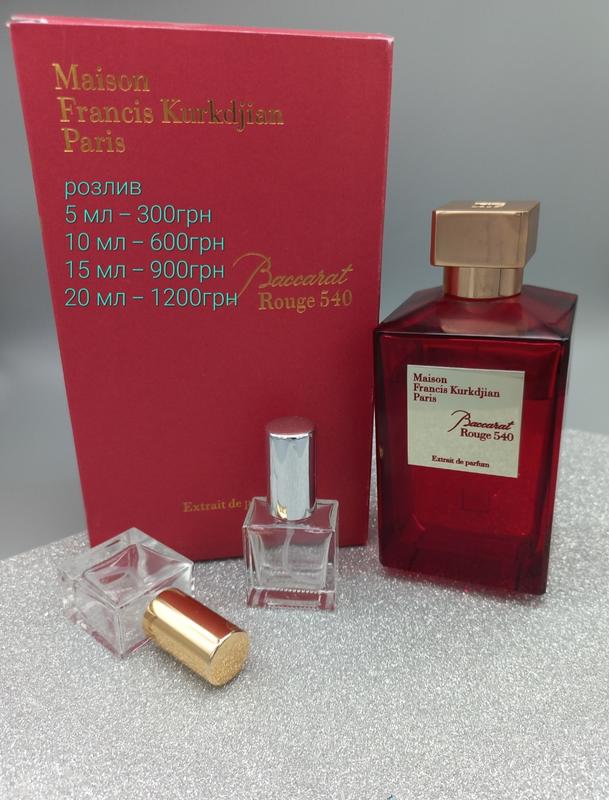 Maison
Francis Kurkdjian
Paris
розлив
5 мл – 300грн
10 мл – 600грн
15 мл – 900грн
20 мл – 1200грн
Baccarat
Rouge 540
Extrait de
Maison
Francis Kurkdjian
Paris
Baccarat
Rouge 540
Extrait de parfum